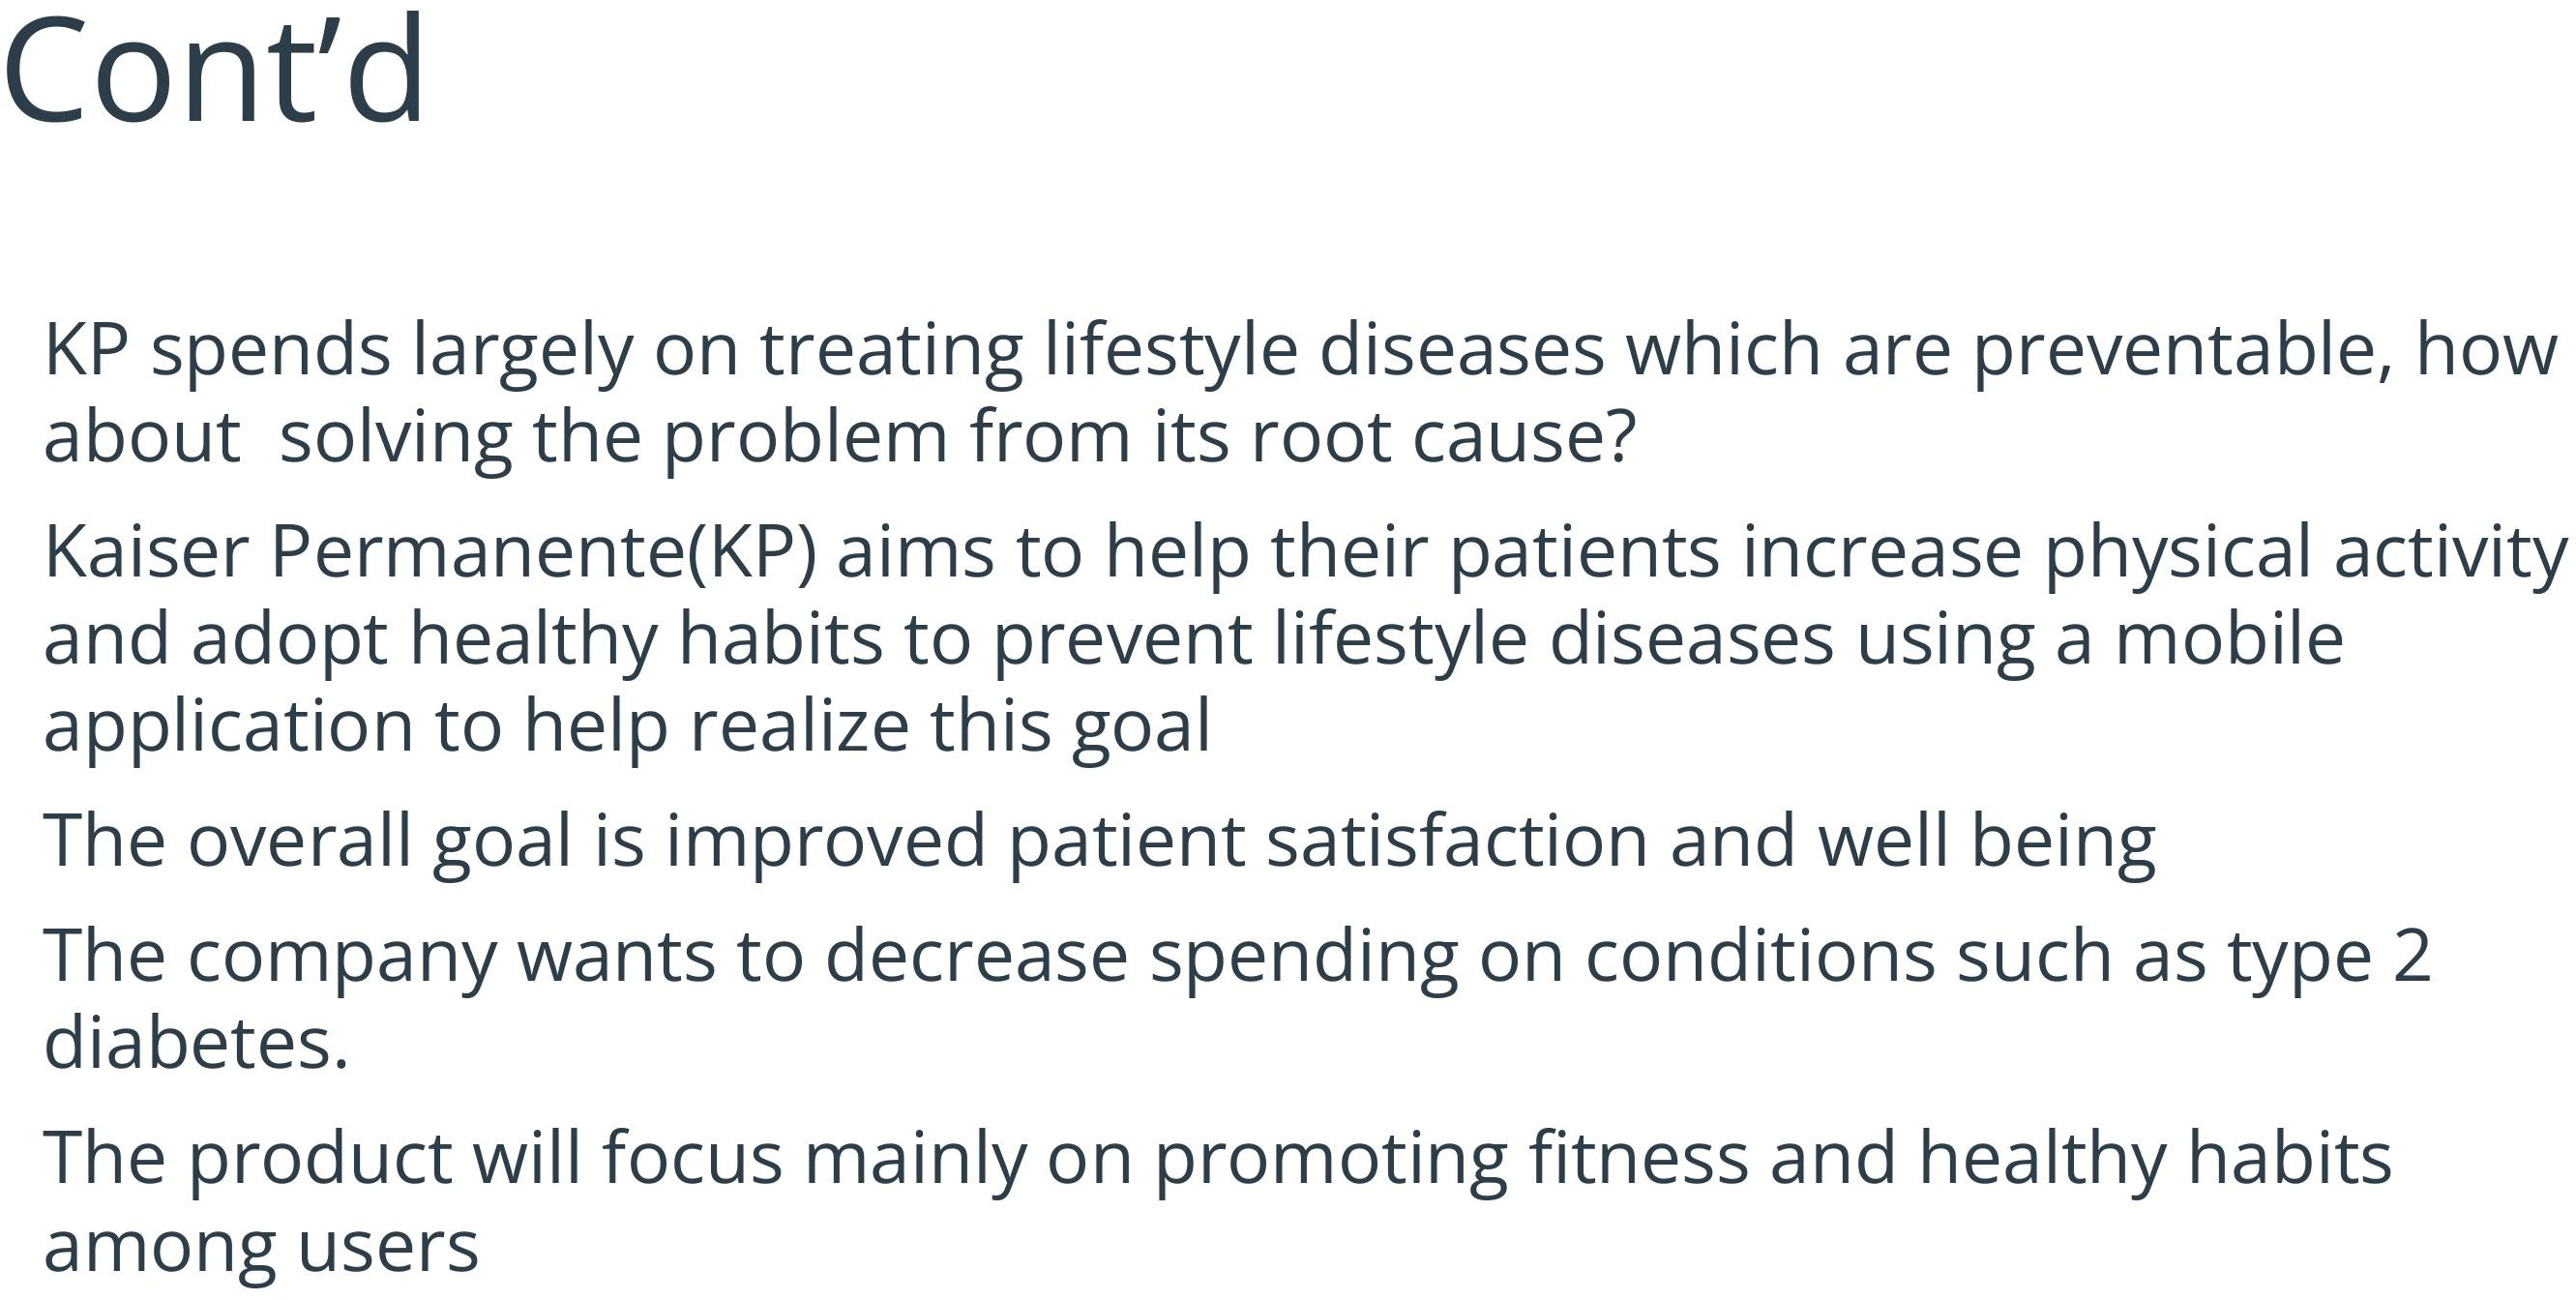 Cont’d
KP spends largely on treating lifestyle diseases which are preventable, how
about  solving the problem from its root cause?
Kaiser Permanente(KP) aims to help their patients increase physical activity
and adopt healthy habits to prevent lifestyle diseases using a mobile
application to help realize this goal
The overall goal is improved patient satisfaction and well being
The company wants to decrease spending on conditions such as type 2
diabetes.
The product will focus mainly on promoting fitness and healthy habits
among users